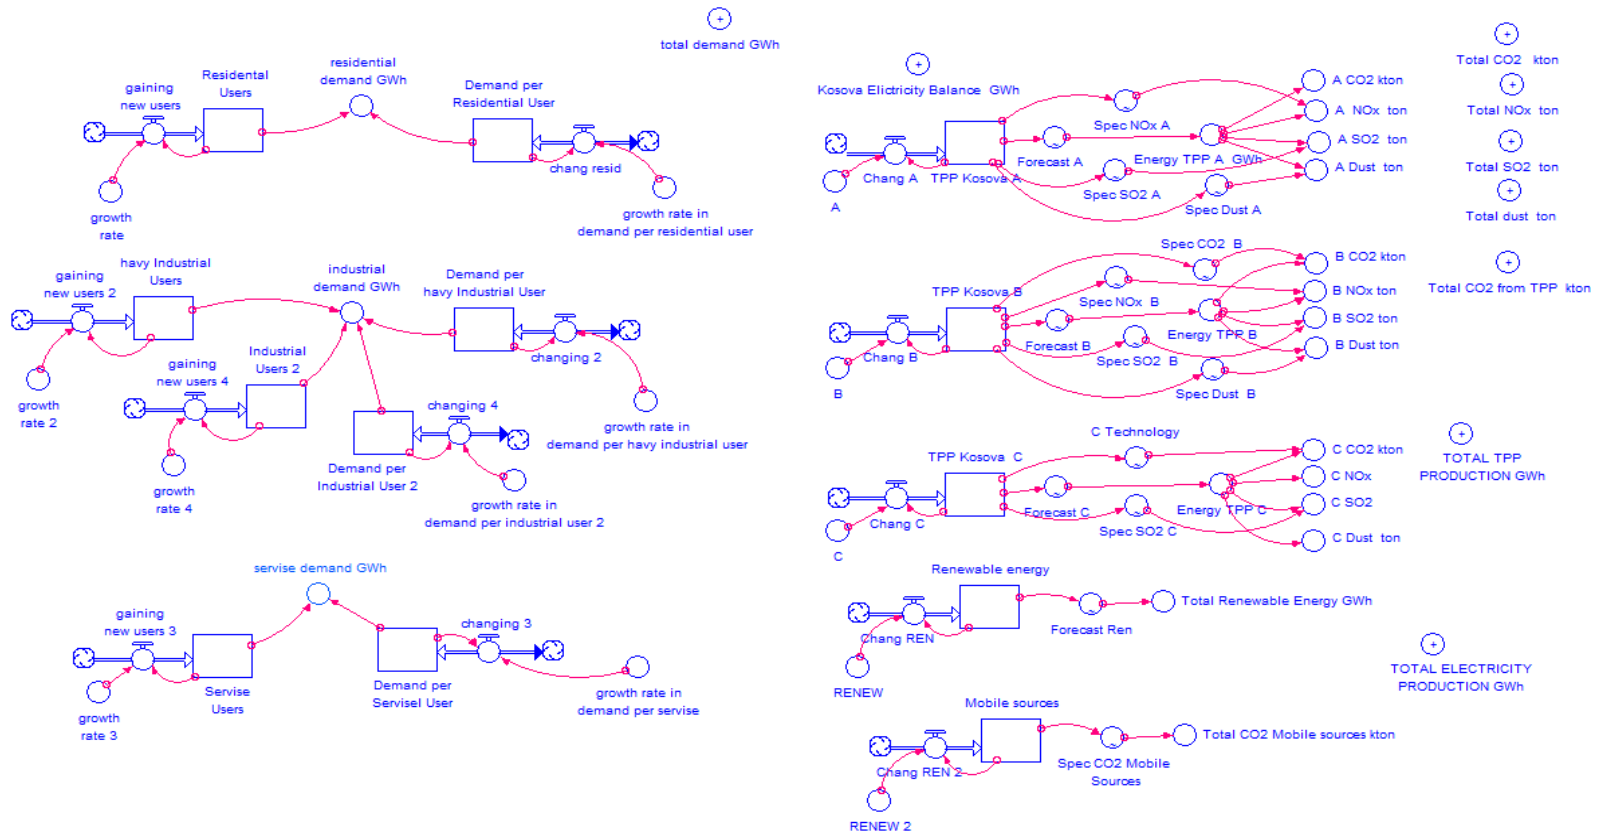 total demand GWh
residential
demand GWh
Residental
Users
gaining
new users
Demand per
Residential User
chang resid
growth
rate
growth rate in
demand per residential user
havy Industrial
Users
gaining
new users 2
industrial
demand GWh
Demand per
havy Industrial User
changing 2
growth
rate 2
Industrial
Users 2
gaining
new users 4
growth
rate 4
changing 4
Demand per
Industrial User 2
growth rate in
demand per havy industrial user
growth rate in
demand per industrial user 2
servise demand GWh
gaining
new users 3
changing 3
Servise
Users
Demand per
Servisel User
growth
rate 3
growth rate in
demand per servise
Kosova Elictricity Balance GWh
Chang A
TPP Kosova A
A
Spec NOx A
Forecast A
Energy TPP A GWh
Spec SO2 A
Spec Dust A
A CO2 kton
A NOx ton
A SO2 ton
A Dust ton
Total CO2 kton
Total NOx ton
Total SO2 ton
Total dust ton
Total CO2 from TPP kton
Spec CO2 B
TPP Kosova B
Spec NOx B
Chang B
Forecast B
Energy TPP B
Spec SO2 B
Spec Dust B
B
B CO2 kton
B NOx ton
B SO2 ton
B Dust ton
C Technology
TPP Kosova C
Chang C
Forecast C
Energy TPP C
Spec SO2 C
C
C CO2 kton
C NOx
C SO2
C Dust ton
TOTAL TPP
PRODUCTION GWh
Renewable energy
Chang REN
Forecast Ren
Total Renewable Energy GWh
RENEW
TOTAL ELECTRICITY
PRODUCTION GWh
Mobile sources
Chang REN 2
Spec CO2 Mobile
Sources
Total CO2 Mobile sources kton
RENEW 2